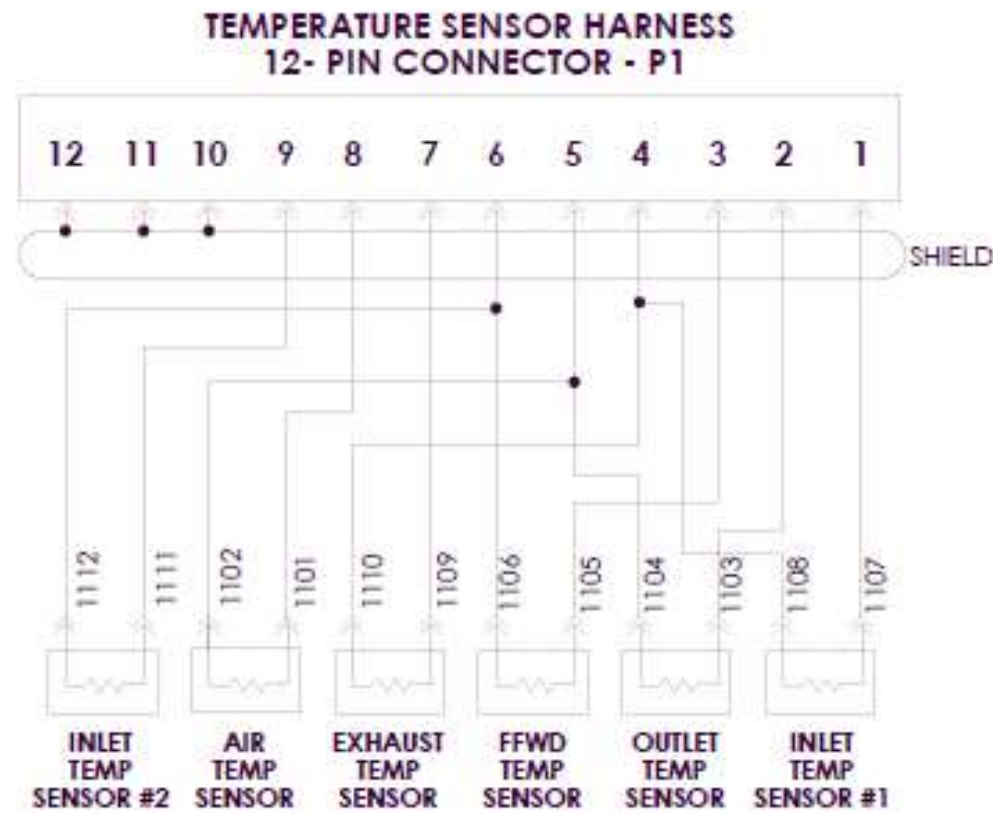 TEMPERATURE SENSOR HARNESS
12- PIN CONNECTOR - P1
12 11 10 9 8 7 6 5 4 3 2 1
SHIELD
1112 1111 1102 1101 1110 1109 1106 1105 1104 1103 1108 1107
INLET TEMP SENSOR #2
AIR TEMP SENSOR
EXHAUST TEMP SENSOR
FFWD TEMP SENSOR
OUTLET TEMP SENSOR
INLET TEMP SENSOR #1